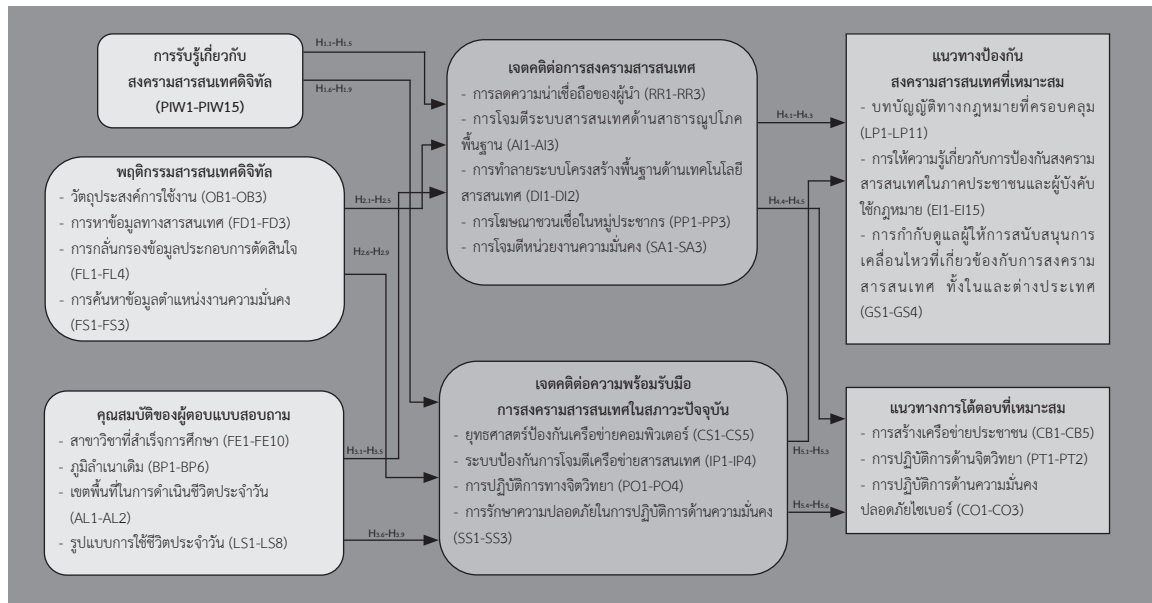 การรับรู้เกี่ยวกับ
สงครามสารสนเทศดิจิทัล
(PIW1-PIW15)
พฤติกรรมสารสนเทศดิจิทัล
- วัตถุประสงค์การใช้งาน (OB1-OB3)
- การหาข้อมูลทางสารสนเทศ (FD1-FD3)
- การกลั่นกรองข้อมูลประกอบการตัดสินใจ
(FL1-FL4)
- การค้นหาข้อมูลตำแหน่งงานความมั่นคง
(FS1-FS3)
คุณสมบัติของผู้ตอบแบบสอบถาม
- สาขาวิชาที่สำเร็จการศึกษา (FE1-FE10)
- ภูมิลำเนาเดิม (BP1-BP6)
- เขตพื้นที่ในการดำเนินชีวิตประจำวัน
(AL1-AL2)
- รูปแบบการใช้ชีวิตประจำวัน (LS1-LS8)
H1.1-H1.5
H1.6-H1.9
H2.1-H2.5
H2.6-H2.9
H3.1-H3.5
H3.6-H3.9
เจตคติต่อการสงครามสารสนเทศ
- การลดความน่าเชื่อถือของผู้นำ (RR1-RR3)
- การโจมตีระบบสารสนเทศด้านสาธารณูปโภค
พื้นฐาน (AI1-AI3)
- การทำลายระบบโครงสร้างพื้นฐานด้านเทคโนโลยี
สารสนเทศ (DI1-DI2)
- การโฆษณาชวนเชื่อในหมู่ประชากร (PP1-PP3)
- การโจมตีหน่วยงานความมั่นคง (SA1-SA3)
เจตคติต่อความพร้อมรับมือ
การสงครามสารสนเทศในสภาวะปัจจุบัน
- ยุทธศาสตร์ป้องกันเครือข่ายคอมพิวเตอร์ (CS1-CS5)
- ระบบป้องกันการโจมตีเครือข่ายสารสนเทศ (IP1-IP4)
- การปฏิบัติการทางจิตวิทยา (PO1-PO4)
- การรักษาความปลอดภัยในการปฏิบัติการด้านความมั่นคง
(SS1-SS3)
H4.1-H4.3
H4.4-H4.5
H5.1-H5.3
H5.4-H5.6
แนวทางป้องกัน
สงครามสารสนเทศที่เหมาะสม
- บทบัญญัติทางกฎหมายที่ครอบคลุม
(LP1-LP11)
- การให้ความรู้เกี่ยวกับการป้องกันสงคราม
สารสนเทศในภาคประชาชนและผู้บังคับ
ใช้กฎหมาย (EI1-EI15)
- การกำกับดูแลผู้ให้การสนับสนุนการ
เคลื่อนไหวที่เกี่ยวข้องกับการสงคราม
สารสนเทศ ทั้งในและต่างประเทศ
(GS1-GS4)
แนวทางการโต้ตอบที่เหมาะสม
- การสร้างเครือข่ายประชาชน (CB1-CB5)
- การปฏิบัติการด้านจิตวิทยา (PT1-PT2)
- การปฏิบัติการด้านความมั่นคง
ปลอดภัยไซเบอร์ (CO1-CO3)